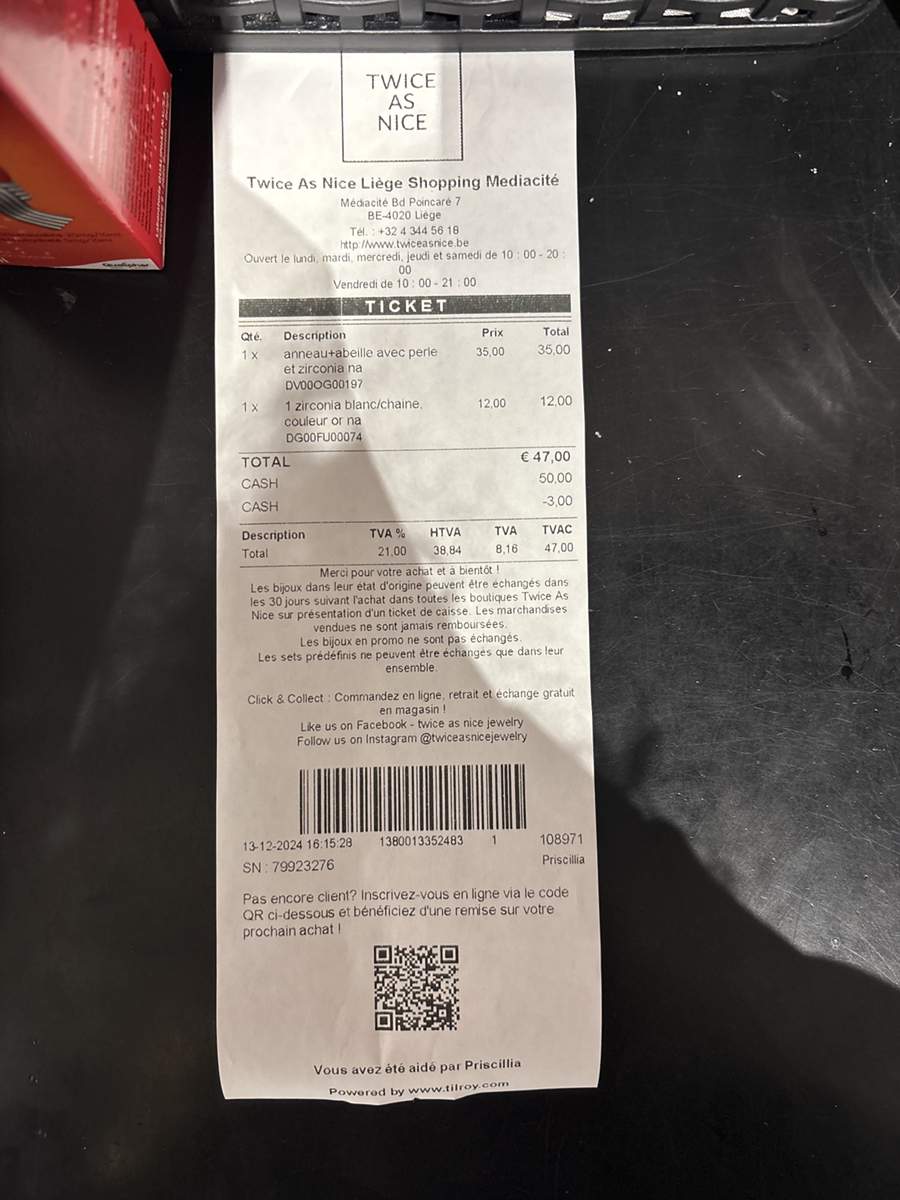 TWICE
AS
NICE
Twice As Nice Liège Shopping Mediacité
Médiacité Bd Poincaré 7
BE-4020 Liège
Tél. : +32 4 344 56 18
http://www.twiceasnice.be
Ouvert le lundi, mardi, mercredi, jeudi et samedi de 10 : 00 - 20 :
00
Vendredi de 10 : 00 - 21 : 00
TICKET
Qté. Description Prix Total
1 x anneau+abeille avec perle 35,00 35,00
et zirconia na
DV00OG00197
1 x 1 zirconia blanc/chaine, 12,00 12,00
couleur or na
DG00FU00074
TOTAL € 47,00
CASH 50,00
CASH -3,00
Description TVA % HTVA TVA TVAC
Total 21,00 38,84 8,16 47,00
Merci pour votre achat et à bientôt !
Les bijoux dans leur état d'origine peuvent être échangés dans
les 30 jours suivant l'achat dans toutes les boutiques Twice As
Nice sur présentation d'un ticket de caisse. Les marchandises
vendues ne sont jamais remboursées.
Les bijoux en promo ne sont pas échangés.
Les sets prédéfinis ne peuvent être échangés que dans leur
ensemble.
Click & Collect : Commandez en ligne, retrait et échange gratuit
en magasin !
Like us on Facebook - twice as nice jewelry
Follow us on Instagram @twiceasnicejewelry
13-12-2024 16:15:28 1380013352483 1 108971
SN : 79923276 Priscillia
Pas encore client? Inscrivez-vous en ligne via le code
QR ci-dessous et bénéficiez d'une remise sur votre
prochain achat !
Vous avez été aidé par Priscillia
Powered by www.tilroy.com